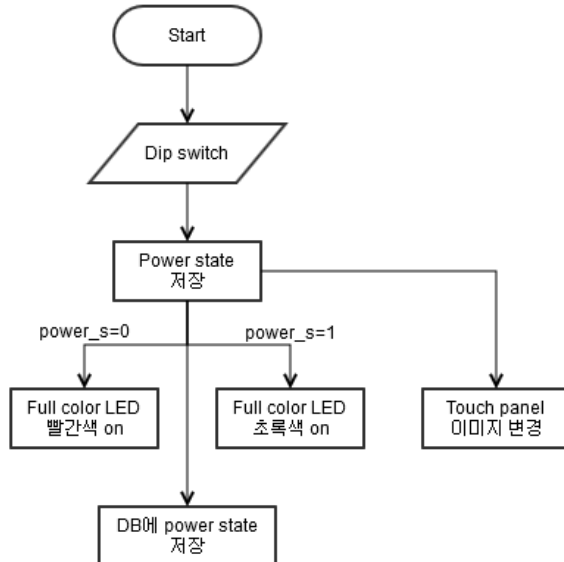 Start
Dip switch
Power state
저장
power_s=0
power_s=1
Full color LED
빨간색 on
Full color LED
초록색 on
Touch panel
이미지 변경
DB에 power state
저장